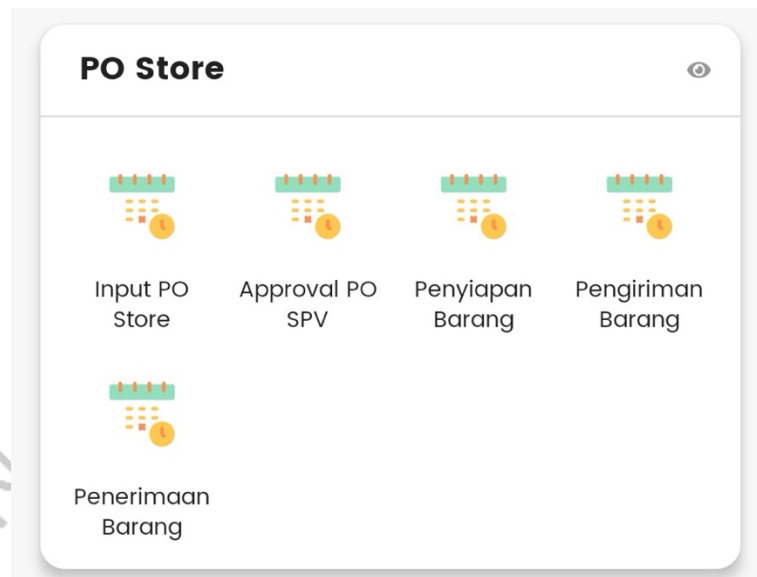 PO Store
Input PO
Store
Approval PO
SPV
Penyiapan
Barang
Pengiriman
Barang
Penerimaan
Barang